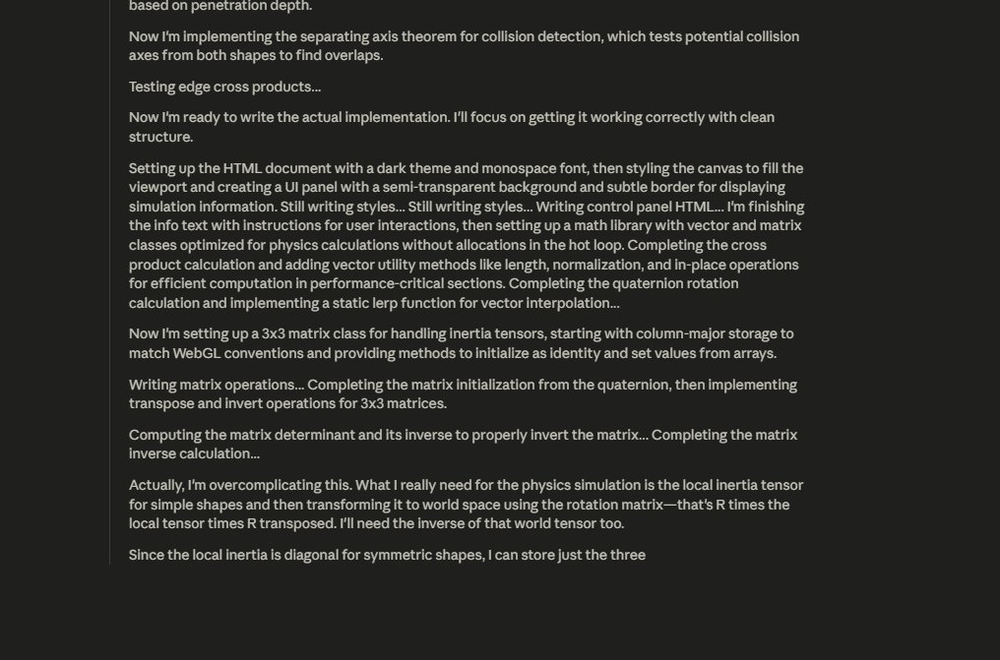 based on penetration depth.
Now I'm implementing the separating axis theorem for collision detection, which tests potential collision
axes from both shapes to find overlaps.
Testing edge cross products...
Now I'm ready to write the actual implementation. I'll focus on getting it working correctly with clean
structure.
Setting up the HTML document with a dark theme and monospace font, then styling the canvas to fill the
viewport and creating a UI panel with a semi-transparent background and subtle border for displaying
simulation information. Still writing styles... Still writing styles... Writing control panel HTML... I'm finishing
the info text with instructions for user interactions, then setting up a math library with vector and matrix
classes optimized for physics calculations without allocations in the hot loop. Completing the cross
product calculation and adding vector utility methods like length, normalization, and in-place operations
for efficient computation in performance-critical sections. Completing the quaternion rotation
calculation and implementing a static lerp function for vector interpolation...
Now I'm setting up a 3x3 matrix class for handling inertia tensors, starting with column-major storage to
match WebGL conventions and providing methods to initialize as identity and set values from arrays.
Writing matrix operations... Completing the matrix initialization from the quaternion, then implementing
transpose and invert operations for 3x3 matrices.
Computing the matrix determinant and its inverse to properly invert the matrix... Completing the matrix
inverse calculation...
Actually, I'm overcomplicating this. What I really need for the physics simulation is the local inertia tensor
for simple shapes and then transforming it to world space using the rotation matrix—that's R times the
local tensor times R transposed. I'll need the inverse of that world tensor too.
Since the local inertia is diagonal for symmetric shapes, I can store just the three